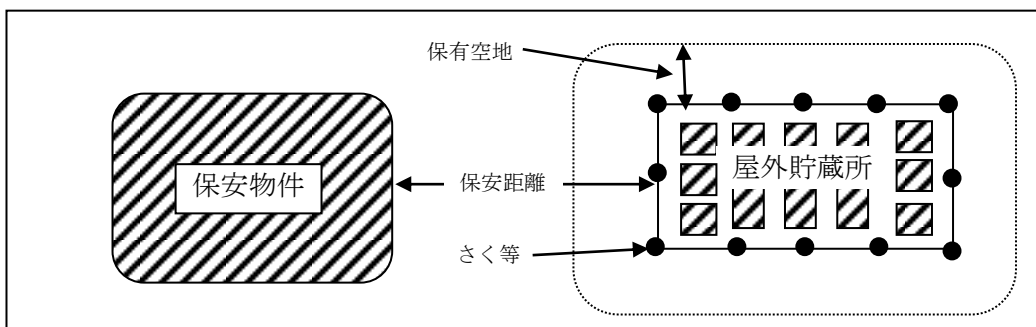 保有空地
保安物件
保安距離
屋外貯蔵所
さく等